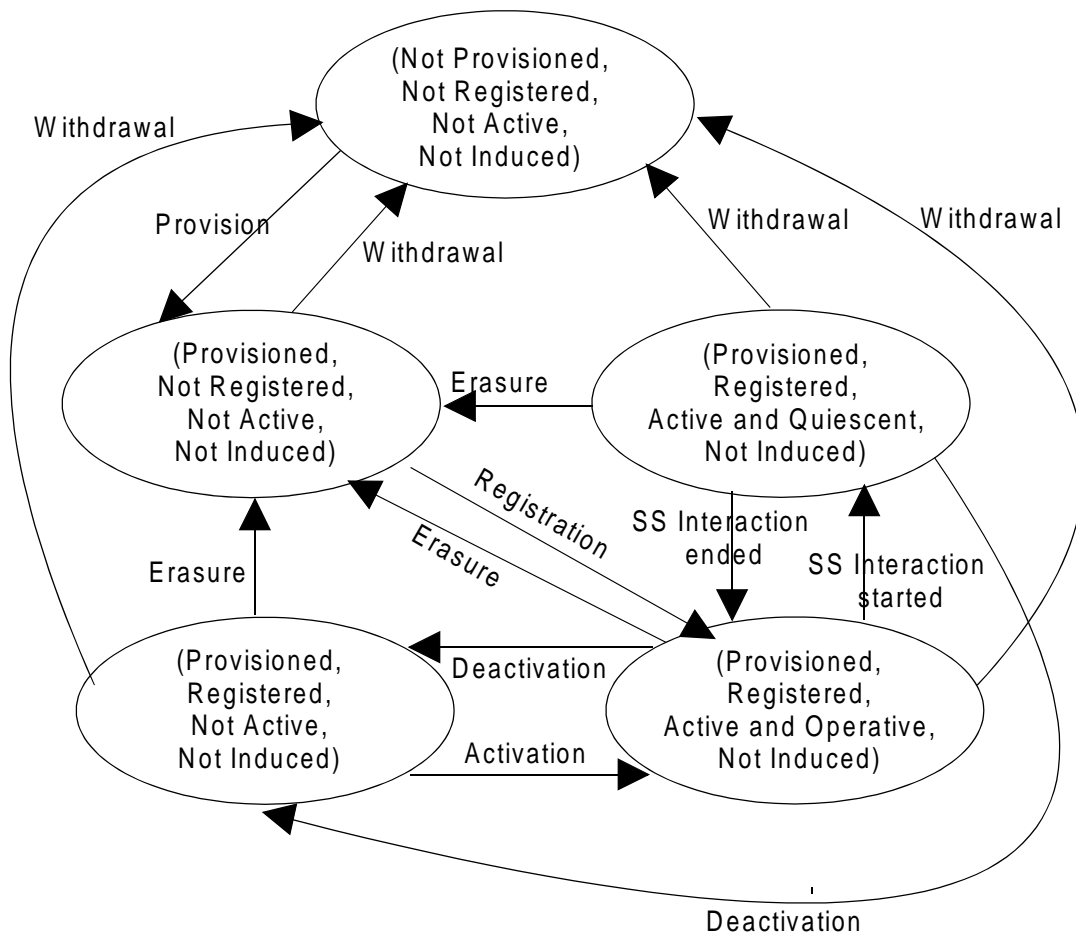 (Not Provisioned,
Not Registered,
Not Active,
Not Induced)
Withdrawal
Provision
Withdrawal
Withdrawal
Withdrawal
(Provisioned,
Not Registered,
Not Active,
Not Induced)
Erasure
(Provisioned,
Registered,
Active and Quiescent,
Not Induced)
Registration
Erasure
SS Interaction
ended
SS Interaction
started
Erasure
(Provisioned,
Registered,
Not Active,
Not Induced)
Deactivation
Activation
(Provisioned,
Registered,
Active and Operative,
Not Induced)
Deactivation